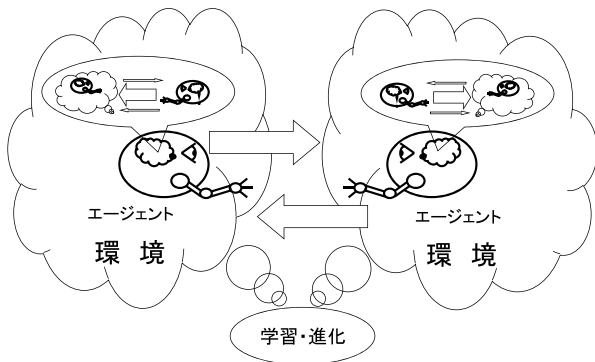 エージェント
環 境
エージェント
環 境
学習・進化